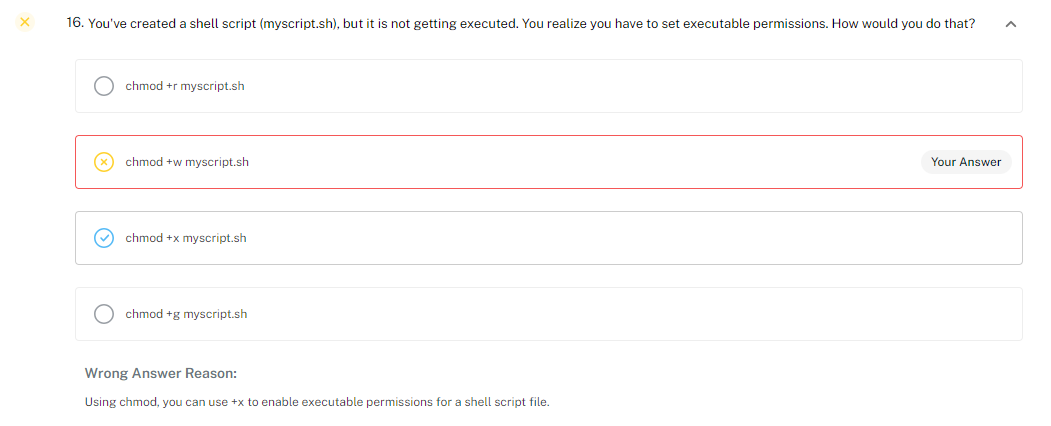 16. You've created a shell script (myscript.sh), but it is not getting executed. You realize you have to set executable permissions. How would you do that?
chmod +r myscript.sh
chmod +w myscript.sh
Your Answer
chmod +x myscript.sh
chmod +g myscript.sh
Wrong Answer Reason:
Using chmod, you can use +x to enable executable permissions for a shell script file.